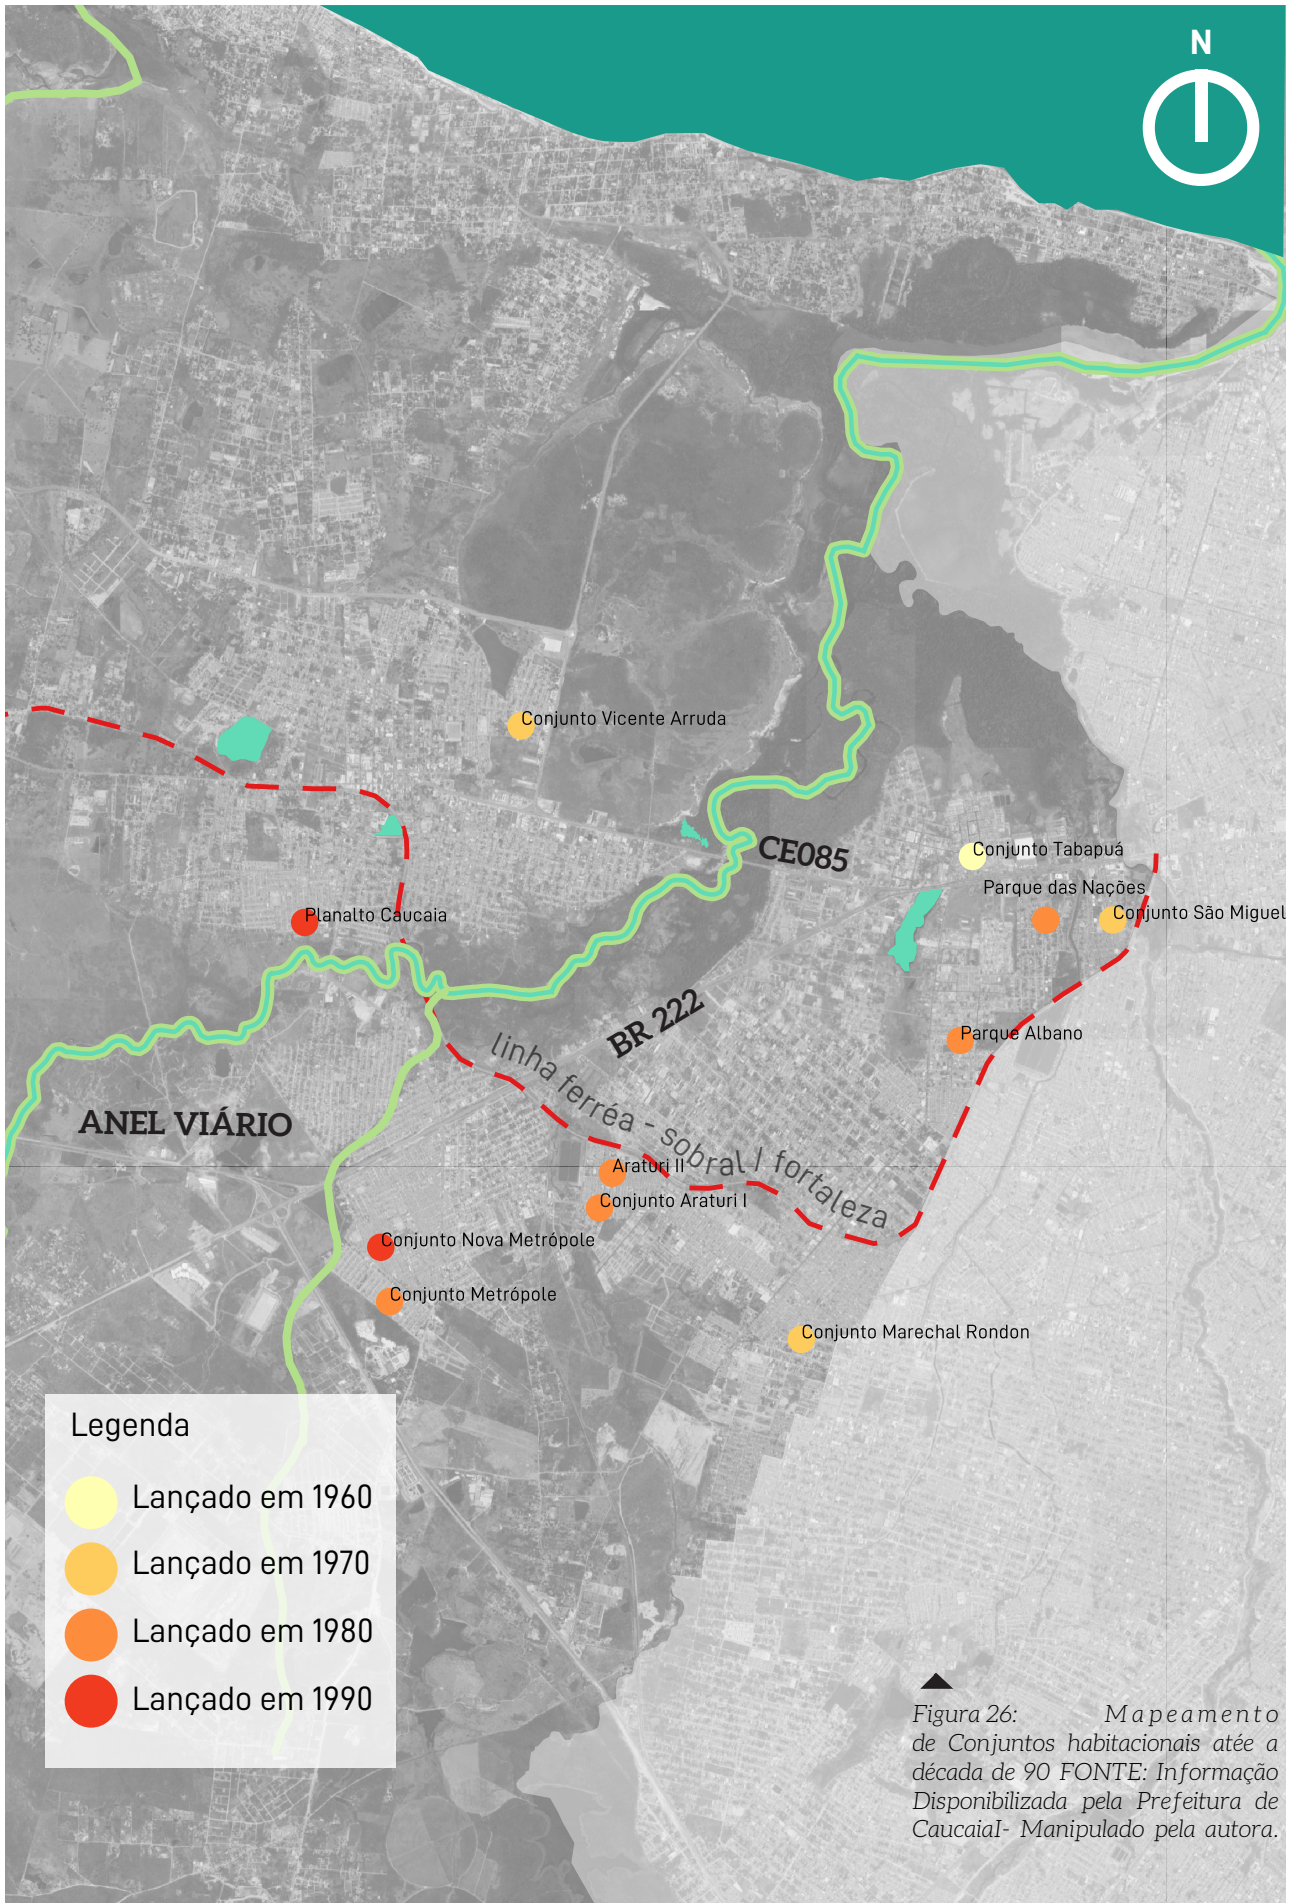 N
Conjunto Vicente Arruda
CE085
Conjunto Tabapuá
Parque das Nações
Planalto Caucaia
Conjunto São Miguel
BR 222
Parque Albano
linha ferréa - sobral / fortaleza
ANEL VIÁRIO
Araturi II
Conjunto Araturi I
Conjunto Nova Metrópole
Conjunto Metrópole
Conjunto Marechal Rondon
Legenda
Lançado em 1960
Lançado em 1970
Lançado em 1980
Lançado em 1990
Figura 26: Mapeamento
de Conjuntos habitacionais atée a
década de 90 FONTE: Informação
Disponibilizada pela Prefeitura de
CaucaiaI- Manipulado pela autora.